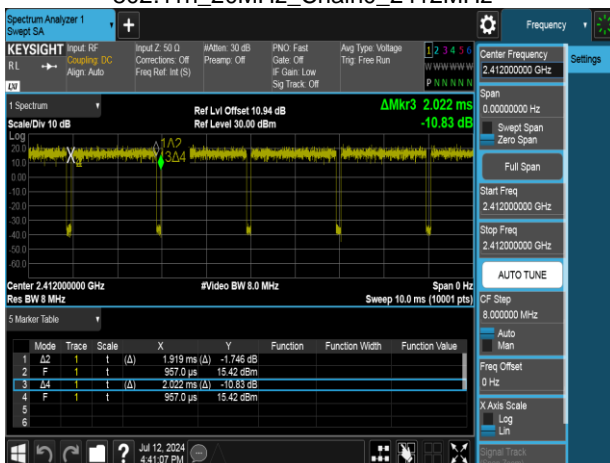 Spectrum Analyzer 1
Swept SA
+
Frequency
KEYSIGHT
RL
Input: RF
Coupling: DC
Align: Auto
Input Z: 50 Ω
Corrections: Off
Freq Ref: Int (S)
#Atten: 30 dB
Preamp: Off
PNO: Fast
Gate: Off
IF Gain: Low
Sig Track: Off
Avg Type: Voltage
Trig: Free Run
1 2 3 4 5 6
W W W W W W
P N N N N N
LXI
1 Spectrum
Scale/Div 10 dB
Ref Lvl Offset 10.94 dB
Ref Level 30.00 dBm
ΔMkr3 2.022 ms
-10.83 dB
Log
20.0
10.0
0.00
-10.0
-20.0
-30.0
-40.0
-50.0
-60.0
1Δ2
3Δ4
Center 2.412000000 GHz
Res BW 8 MHz
#Video BW 8.0 MHz
Span 0 Hz
Sweep 10.0 ms (10001 pts)
5 Marker Table
Mode Trace Scale X Y Function Function Width Function Value
1 Δ2 1 t (Δ) 1.919 ms (Δ) -1.746 dB
2 F 1 t 957.0 µs 15.42 dBm
3 Δ4 1 t (Δ) 2.022 ms (Δ) -10.83 dB
4 F 1 t 957.0 µs 15.42 dBm
5
6
Jul 12, 2024
4:41:07 PM
Center Frequency
2.412000000 GHz
Settings
Span
0.00000000 Hz
Swept Span
Zero Span
Full Span
Start Freq
2.412000000 GHz
Stop Freq
2.412000000 GHz
AUTO TUNE
CF Step
8.000000 MHz
Auto
Man
Freq Offset
0 Hz
X Axis Scale
Log
Lin
Signal Track